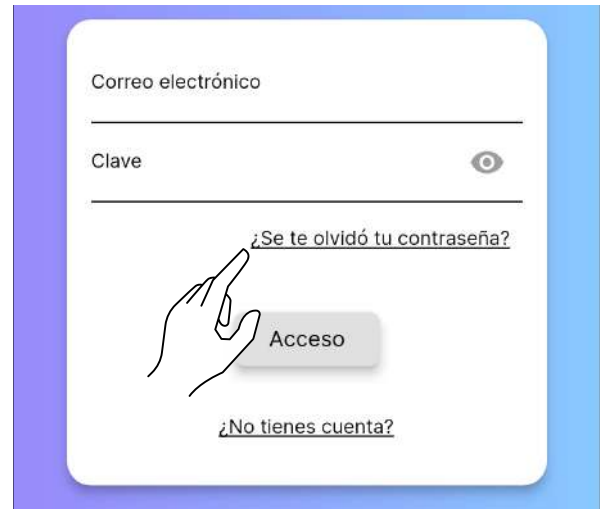 Correo electrónico
Clave
¿Se te olvidó tu contraseña?
Acceso
¿No tienes cuenta?